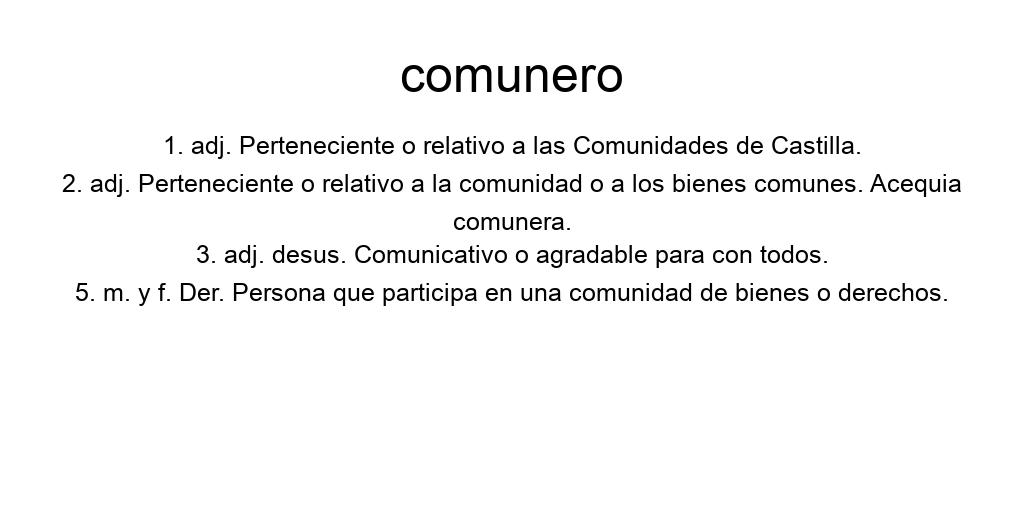 comunero
1. adj. Perteneciente o relativo a las Comunidades de Castilla.
2. adj. Perteneciente o relativo a la comunidad o a los bienes comunes. Acequia
comunera.
3. adj. desus. Comunicativo o agradable para con todos.
5. m. y f. Der. Persona que participa en una comunidad de bienes o derechos.